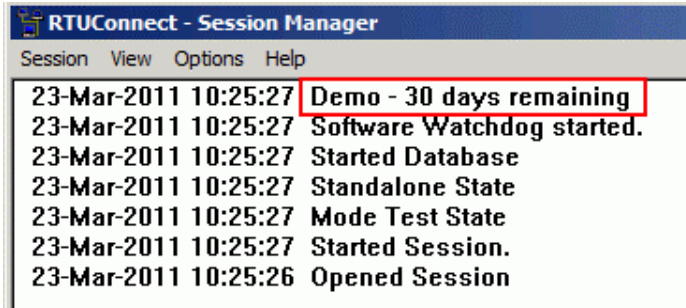 RTUConnect - Session Manager
Session View Options Help
23-Mar-2011 10:25:27 Demo - 30 days remaining
23-Mar-2011 10:25:27 Software Watchdog started.
23-Mar-2011 10:25:27 Started Database
23-Mar-2011 10:25:27 Standalone State
23-Mar-2011 10:25:27 Mode Test State
23-Mar-2011 10:25:27 Started Session.
23-Mar-2011 10:25:26 Opened Session